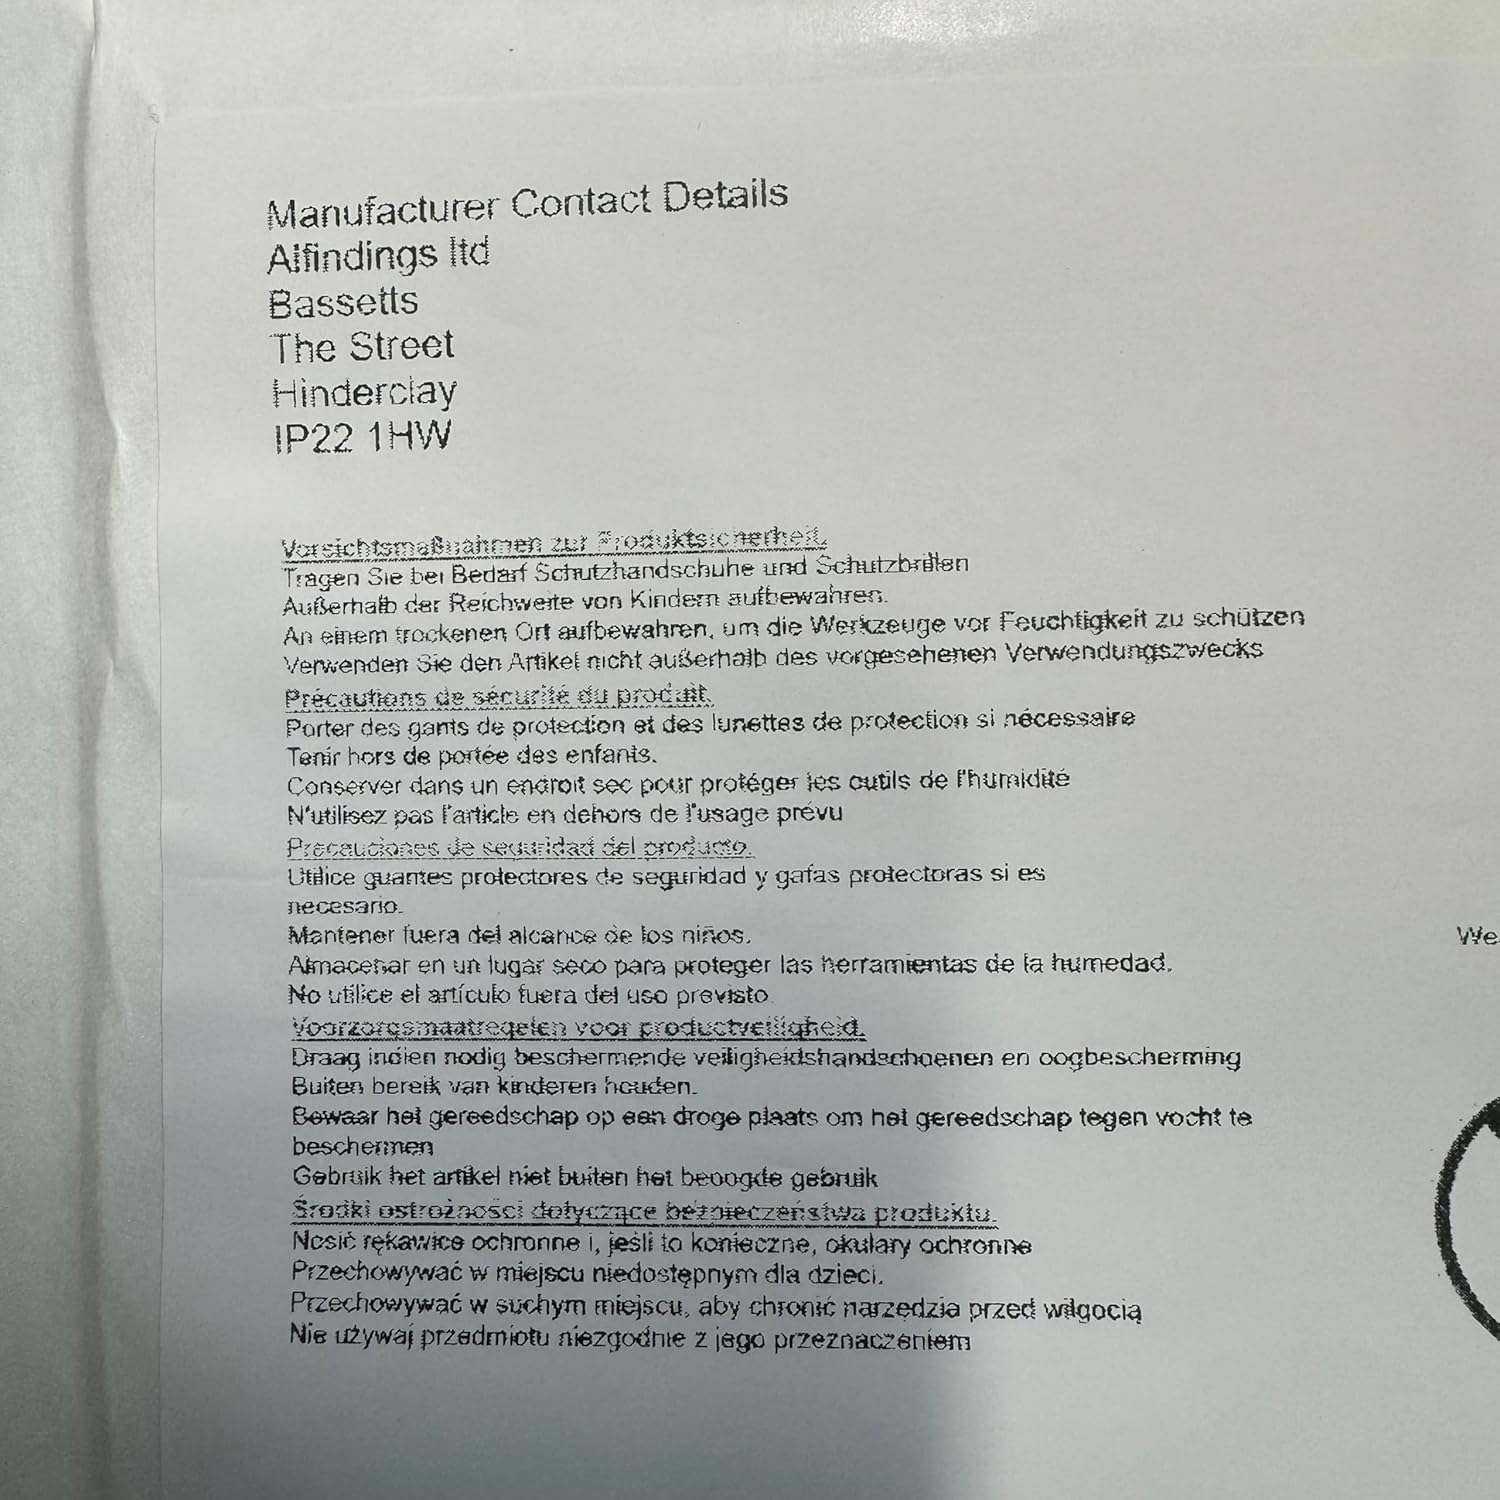 Manufacturer Contact Details
Alfindings ltd
Bassetts
The Street
Hinderclay
IP22 1HW
Vorsichtsmaßnahmen zur Produktsicherheit.
Tragen Sie bei Bedarf Schutzhandschuhe und Schutzbrillen
Außerhalb der Reichweite von Kindern aufbewahren.
An einem trockenen Ort aufbewahren, um die Werkzeuge vor Feuchtigkeit zu schützen
Verwenden Sie den Artikel nicht außerhalb des vorgesehenen Verwendungszwecks
Précautions de sécurité du produit.
Porter des gants de protection et des lunettes de protection si nécessaire
Tenir hors de portée des enfants.
Conserver dans un endroit sec pour protéger les outils de l'humidité
N'utilisez pas l'article en dehors de l'usage prévu
Precauciones de seguridad del producto.
Utilice guantes protectores de seguridad y gafas protectoras si es
necesario.
Mantener fuera del alcance de los niños.
Almacenar en un lugar seco para proteger las herramientas de la humedad.
No utilice el artículo fuera del uso previsto.
Voorzorgsmaatregelen voor productveiligheid.
Draag indien nodig beschermende veiligheidshandschoenen en oogbescherming
Buiten bereik van kinderen houden.
Bewaar het gereedschap op een droge plaats om het gereedschap tegen vocht te
beschermen
Gebruik het artikel niet buiten het beoogde gebruik
Środki ostrożności dotyczące bezpieczeństwa produktu.
Nosić rękawice ochronne i, jeśli to konieczne, okulary ochronne
Przechowywać w miejscu niedostępnym dla dzieci.
Przechowywać w suchym miejscu, aby chronić narzędzia przed wilgocią
Nie używaj przedmiotu niezgodnie z jego przeznaczeniem